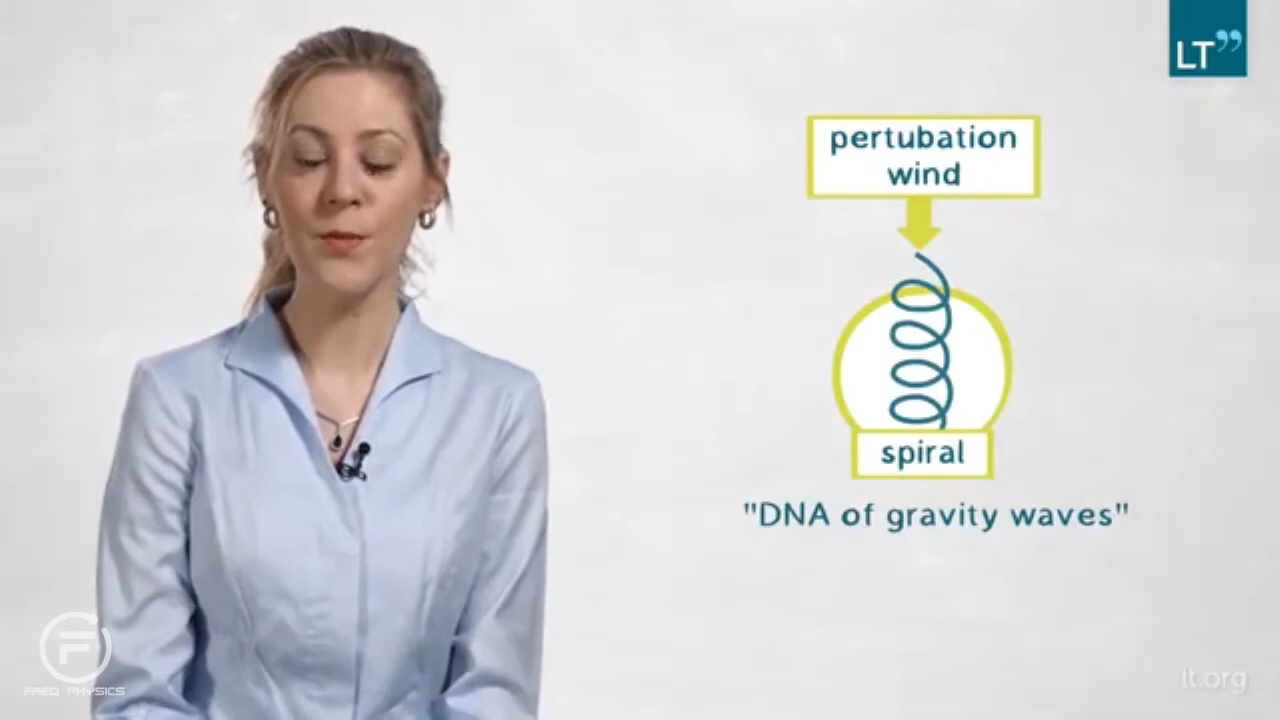 LT”
pertubation
wind
spiral
"DNA of gravity waves"
F
FREQ PHYSICS
lt.org